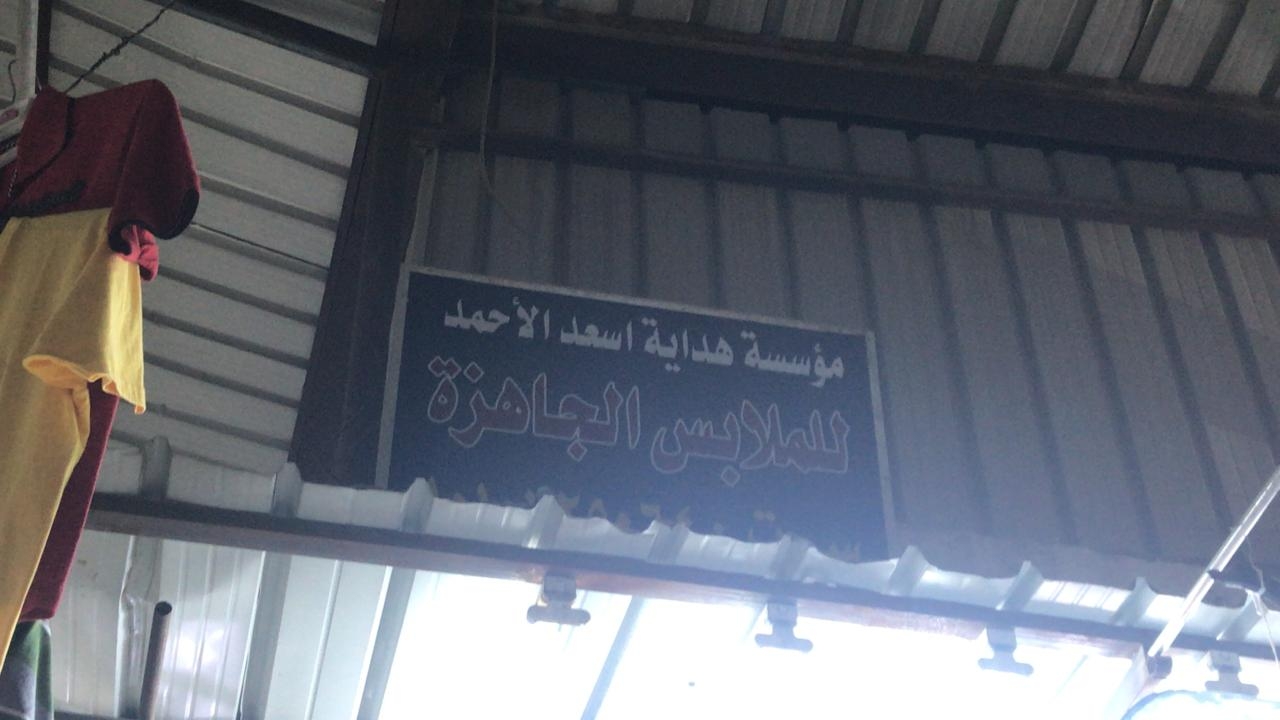 مؤسسة هداية اسعد الأحمد
للملابس الجاهزة